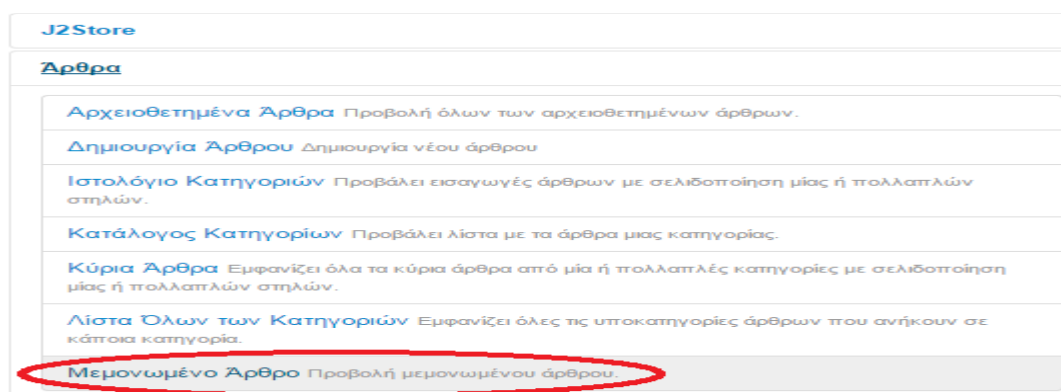 J2Store
Άρθρα
Αρχειοθετημένα Άρθρα Προβολή όλων των αρχειοθετημένων άρθρων.
Δημιουργία Άρθρου Δημιουργία νέου άρθρου
Ιστολόγιο Κατηγοριών Προβάλει εισαγωγές άρθρων με σελιδοποίηση μίας ή πολλαπλών
στηλών.
Κατάλογος Κατηγορίων Προβάλει λίστα με τα άρθρα μιας κατηγορίας.
Κύρια Άρθρα Εμφανίζει όλα τα κύρια άρθρα από μία ή πολλαπλές κατηγορίες με σελιδοποίηση
μίας ή πολλαπλών στηλών.
Λίστα Όλων των Κατηγοριών Εμφανίζει όλες τις υποκατηγορίες άρθρων που ανήκουν σε
κάποια κατηγορία.
Μεμονωμένο Άρθρο Προβολή μεμονωμένου άρθρου.